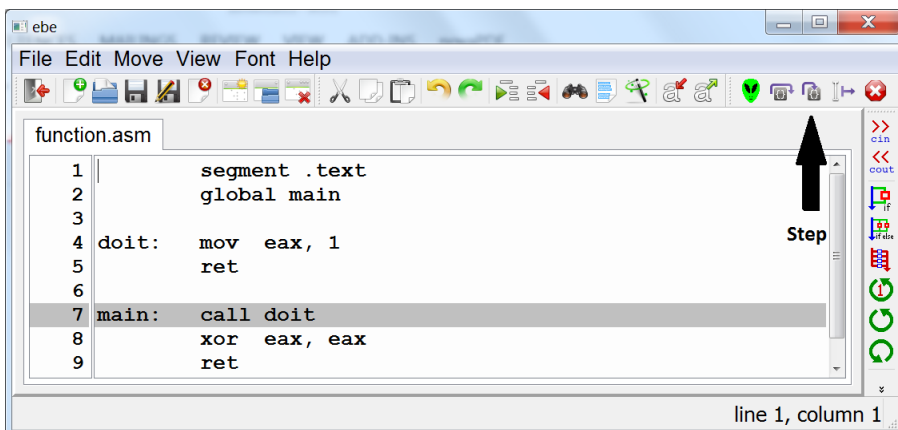 ebe
File Edit Move View Font Help
function.asm
1 segment .text
2 global main
3
4 doit: mov eax, 1
5 ret
6
7 main: call doit
8 xor eax, eax
9 ret
Step
>>
cin
<<
cout
if
if else
1
line 1, column 1